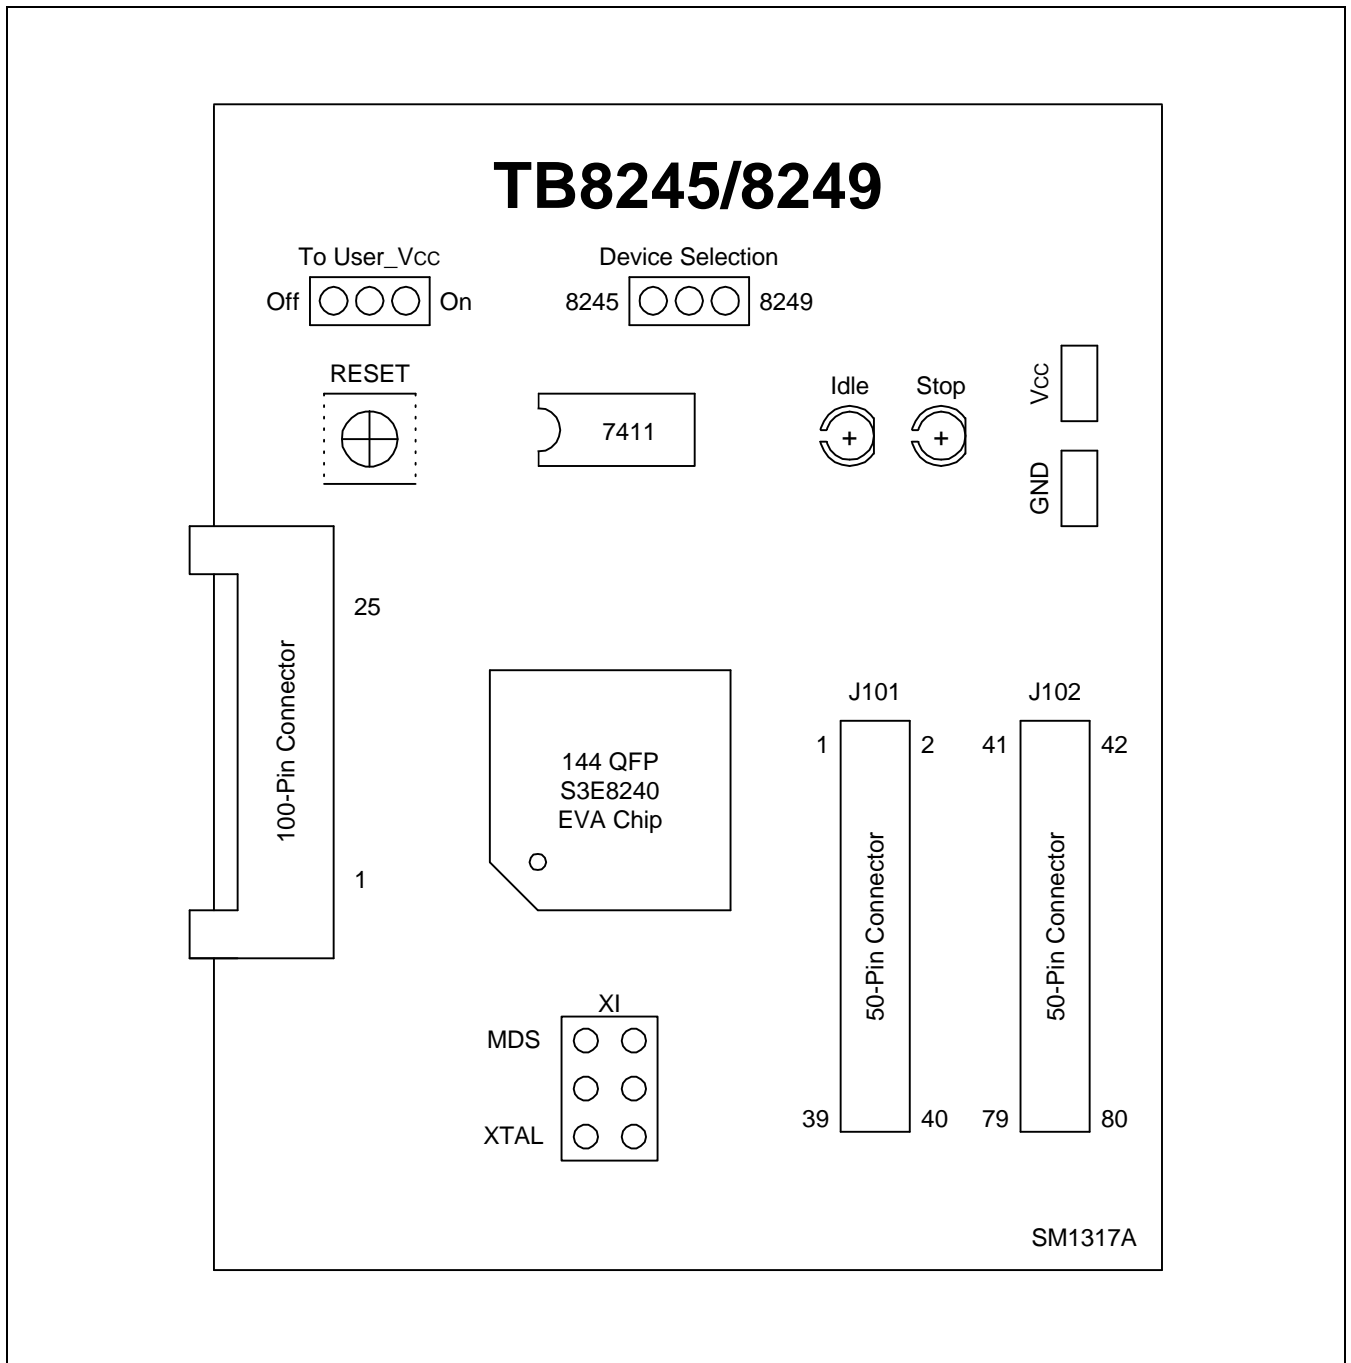 TB8245/8249
To User_Vcc
Device Selection
Off
On
8245
8249
RESET
7411
Idle
Stop
Vcc
GND
25
100-Pin Connector
1
144 QFP
S3E8240
EVA Chip
J101
J102
1
2
41
42
50-Pin Connector
50-Pin Connector
39
40
79
80
XI
MDS
XTAL
SM1317A